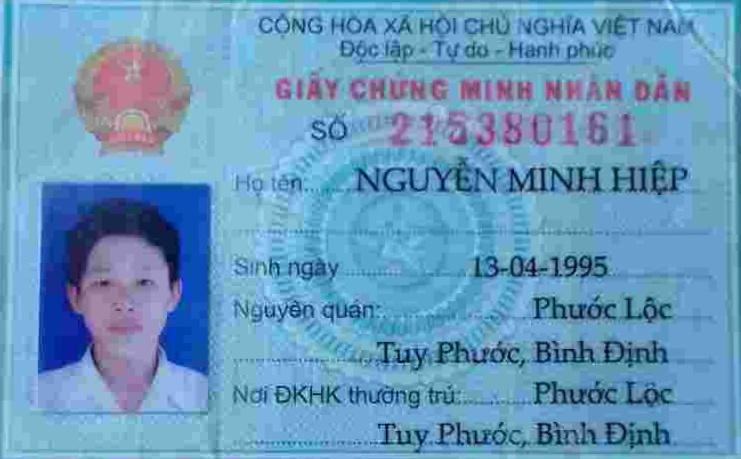 CỘNG HÒA XÃ HỘI CHỦ NGHĨA VIỆT NAM
Độc lập - Tự do - Hạnh phúc
GIẤY CHỨNG MINH NHÂN DÂN
SỐ 215380161
Họ tên: NGUYỄN MINH HIỆP
Sinh ngày 13-04-1995
Nguyên quán: Phước Lộc
Tuy Phước, Bình Định
Nơi ĐKHK thường trú: Phước Lộc
Tuy Phước, Bình Định